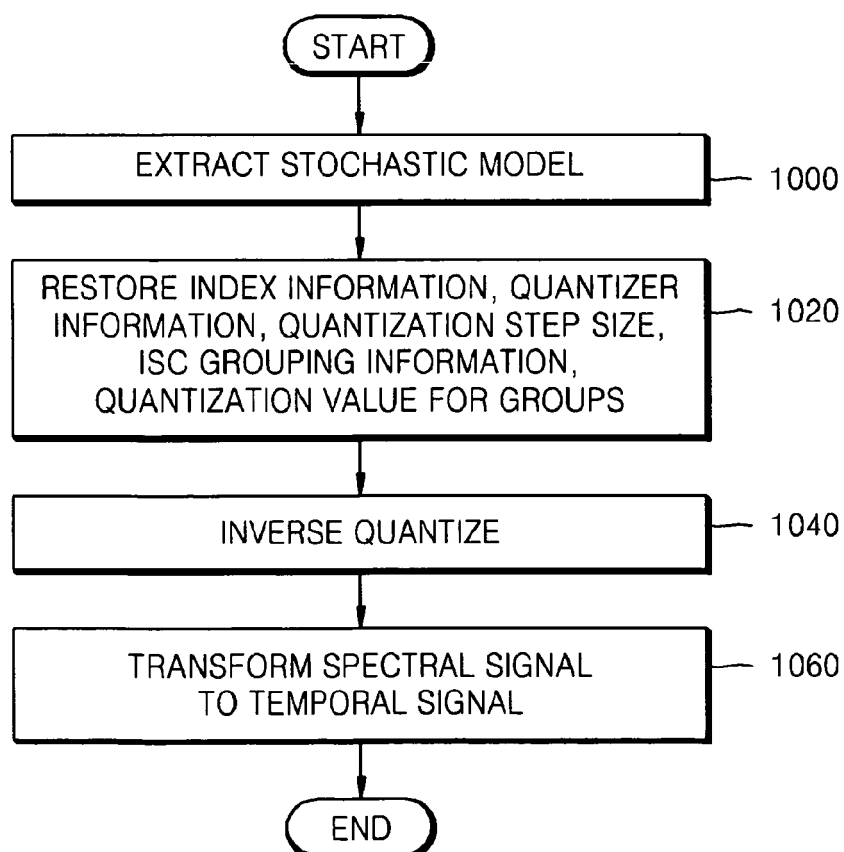 START
EXTRACT STOCHASTIC MODEL
1000
RESTORE INDEX INFORMATION, QUANTIZER
INFORMATION, QUANTIZATION STEP SIZE,
ISC GROUPING INFORMATION,
QUANTIZATION VALUE FOR GROUPS
1020
INVERSE QUANTIZE
1040
TRANSFORM SPECTRAL SIGNAL
TO TEMPORAL SIGNAL
1060
END